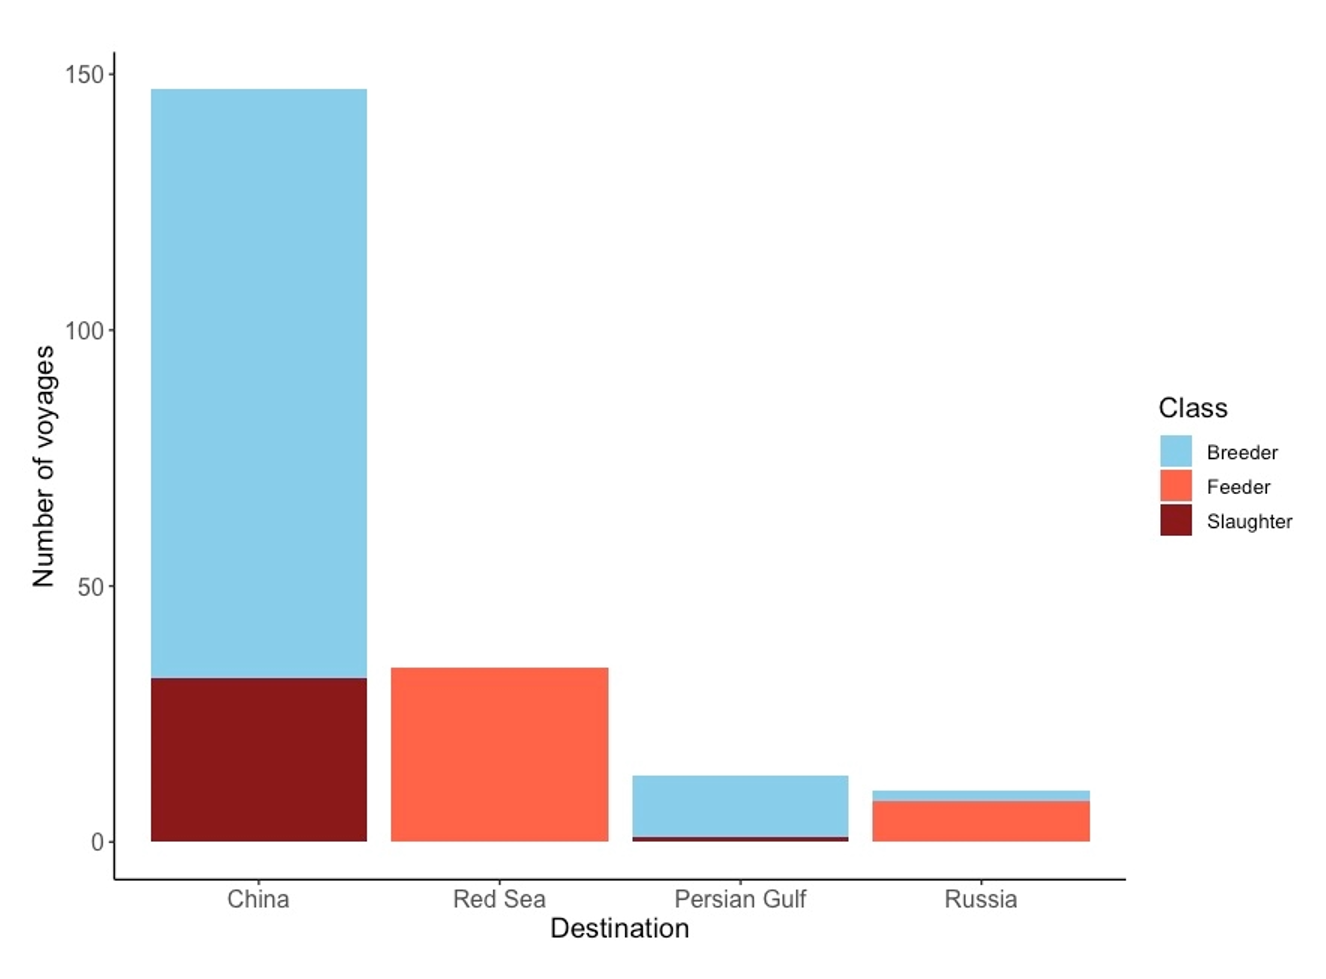 150
100
50
0
Number of voyages
China
Red Sea
Persian Gulf
Russia
Destination
Class
Breeder
Feeder
Slaughter